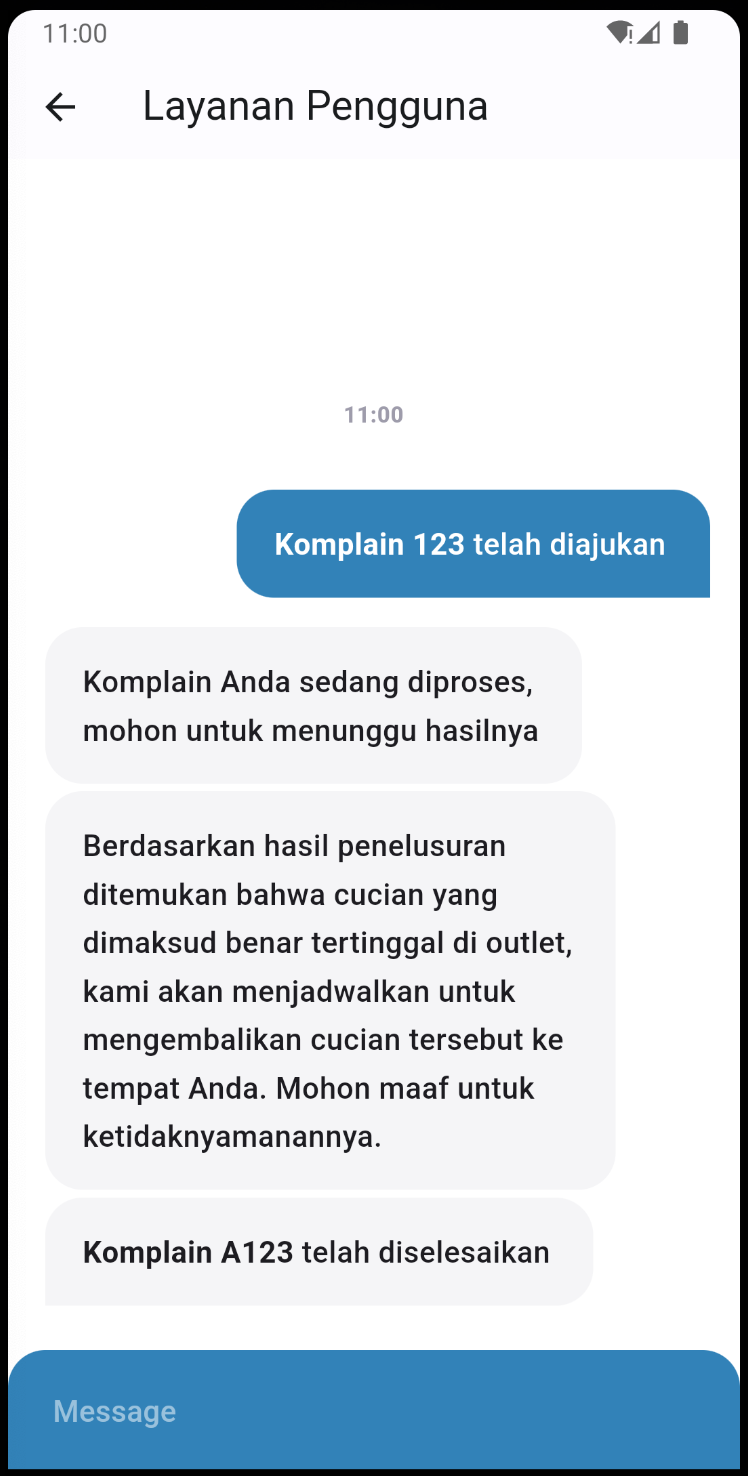 11:00
Layanan Pengguna
11:00
Komplain 123 telah diajukan
Komplain Anda sedang diproses,
mohon untuk menunggu hasilnya
Berdasarkan hasil penelusuran
ditemukan bahwa cucian yang
dimaksud benar tertinggal di outlet,
kami akan menjadwalkan untuk
mengembalikan cucian tersebut ke
tempat Anda. Mohon maaf untuk
ketidaknyamanannya.
Komplain A123 telah diselesaikan
Message